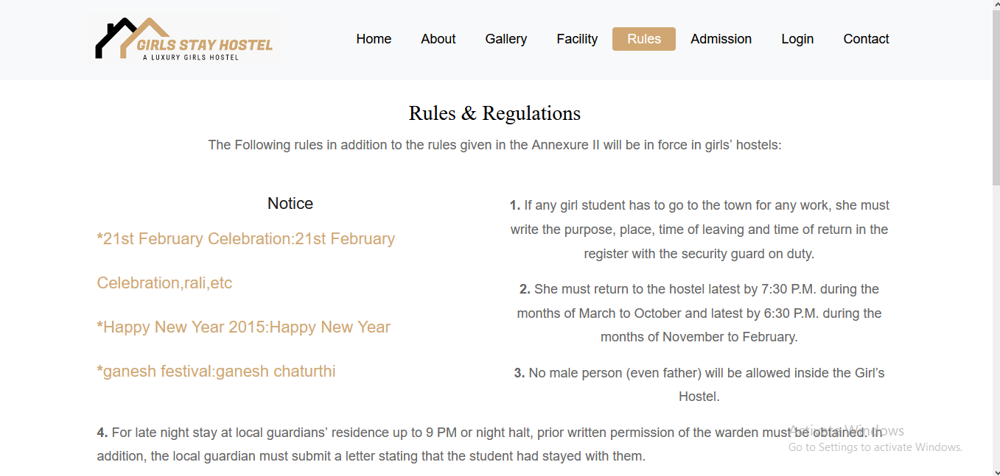 GIRLS STAY HOSTEL
A LUXURY GIRLS HOSTEL
Home About Gallery Facility Rules Admission Login Contact
Rules & Regulations
The Following rules in addition to the rules given in the Annexure II will be in force in girls’ hostels:
Notice
*21st February Celebration:21st February
Celebration,rali,etc
*Happy New Year 2015:Happy New Year
*ganesh festival:ganesh chaturthi
1. If any girl student has to go to the town for any work, she must
write the purpose, place, time of leaving and time of return in the
register with the security guard on duty.
2. She must return to the hostel latest by 7:30 P.M. during the
months of March to October and latest by 6:30 P.M. during the
months of November to February.
3. No male person (even father) will be allowed inside the Girl’s
Hostel.
4. For late night stay at local guardians’ residence up to 9 PM or night halt, prior written permission of the warden must be obtained. In
addition, the local guardian must submit a letter stating that the student had stayed with them.
Activate Windows
Go to Settings to activate Windows.